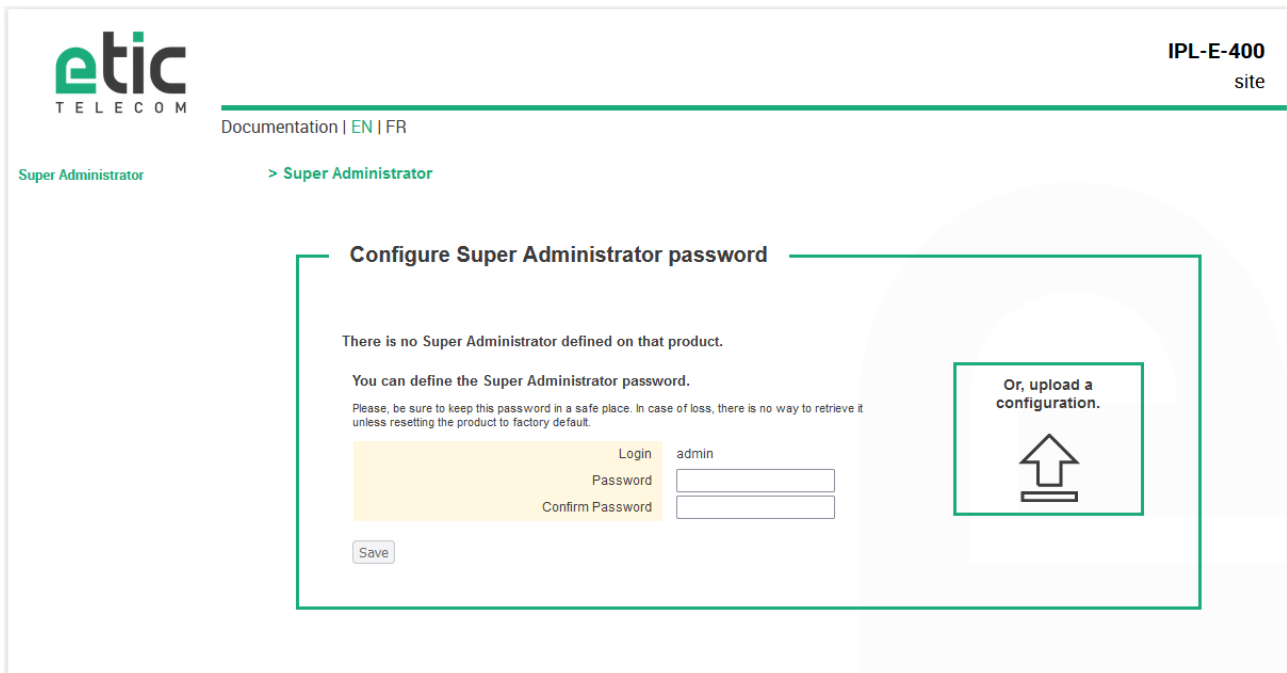 etic
TELECOM
IPL-E-400
site
Documentation | EN | FR
Super Administrator
> Super Administrator
Configure Super Administrator password
There is no Super Administrator defined on that product.
You can define the Super Administrator password.
Please, be sure to keep this password in a safe place. In case of loss, there is no way to retrieve it
unless resetting the product to factory default.
Login admin
Password
Confirm Password
Save
Or, upload a
configuration.